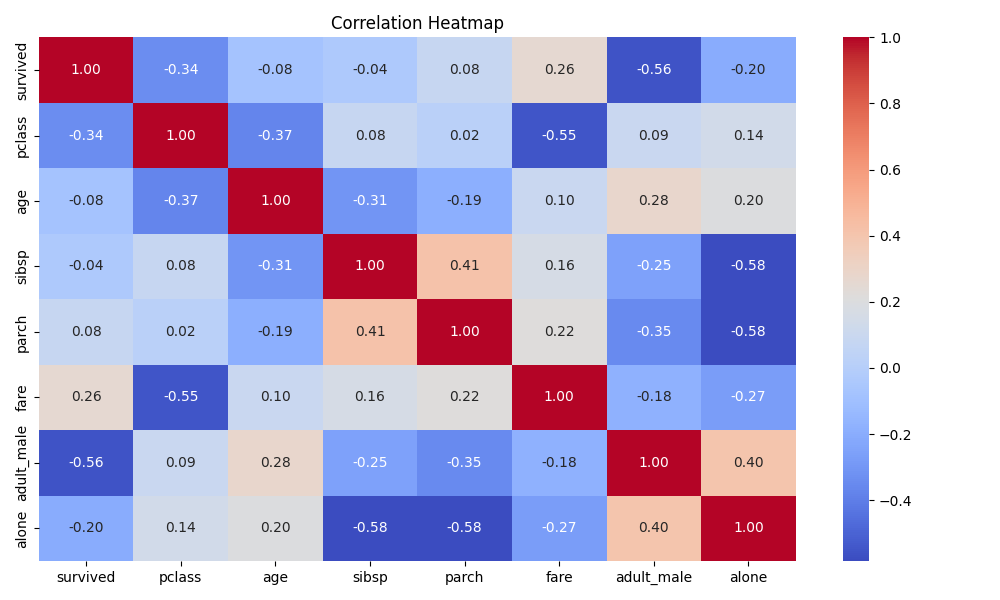 Correlation Heatmap
survived 1.00 -0.34 -0.08 -0.04 0.08 0.26 -0.56 -0.20
pclass -0.34 1.00 -0.37 0.08 0.02 -0.55 0.09 0.14
age -0.08 -0.37 1.00 -0.31 -0.19 0.10 0.28 0.20
sibsp -0.04 0.08 -0.31 1.00 0.41 0.16 -0.25 -0.58
parch 0.08 0.02 -0.19 0.41 1.00 0.22 -0.35 -0.58
fare 0.26 -0.55 0.10 0.16 0.22 1.00 -0.18 -0.27
adult_male -0.56 0.09 0.28 -0.25 -0.35 -0.18 1.00 0.40
alone -0.20 0.14 0.20 -0.58 -0.58 -0.27 0.40 1.00
survived pclass age sibsp parch fare adult_male alone
1.0
0.8
0.6
0.4
0.2
0.0
−0.2
−0.4